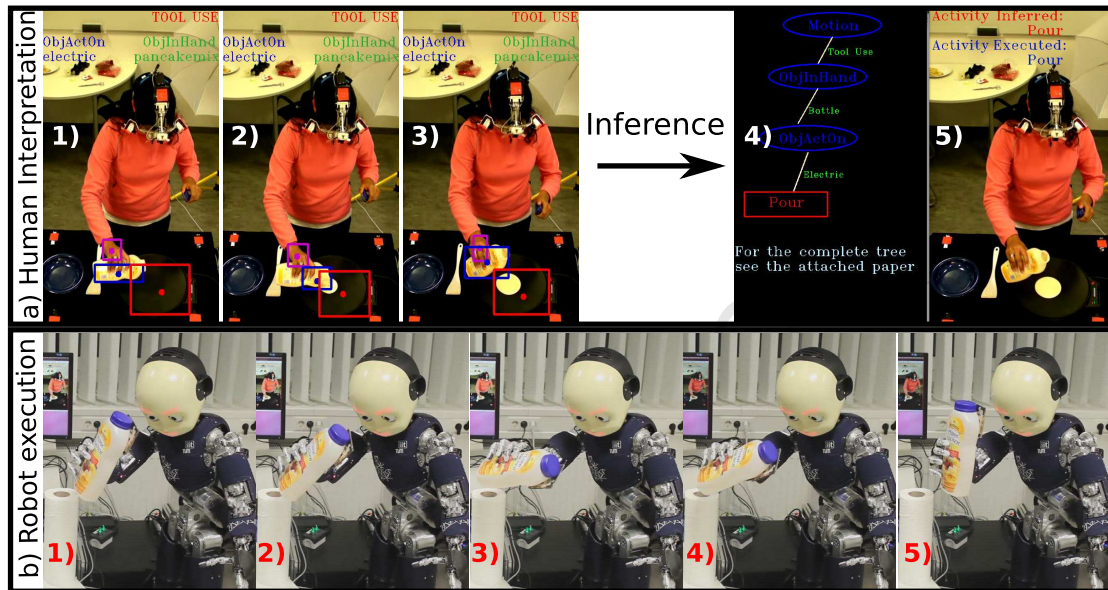 a) Human Interpretation
TOOL USE
ObjActOn
electric
ObjInHand
pancakemix
1)
TOOL USE
ObjActOn
electric
ObjInHand
pancakemix
2)
TOOL USE
ObjActOn
electric
ObjInHand
pancakemix
3)
Inference
Motion
Tool Use
ObjInHand
Bottle
4)
ObjActOn
Electric
Pour
For the complete tree
see the attached paper
Activity Inferred:
Pour
Activity Executed:
Pour
5)
b) Robot execution
1)
2)
3)
4)
5)